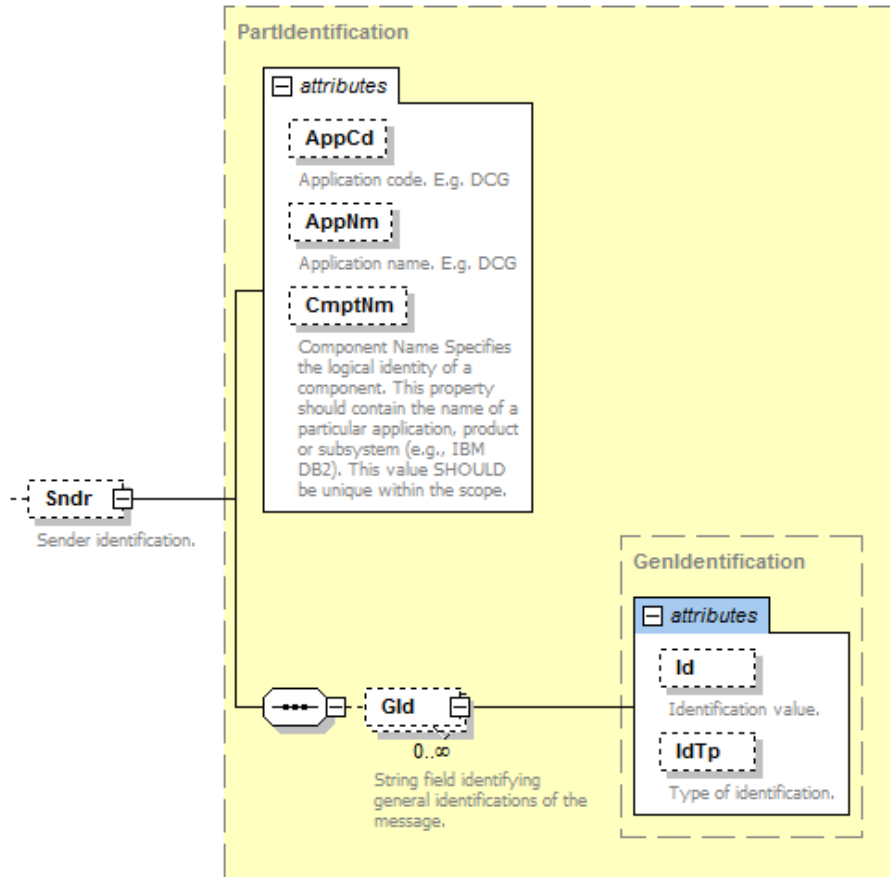 PartIdentification
attributes
AppCd
Application code. E.g. DCG
AppNm
Application name. E.g. DCG
CmptNm
Component Name Specifies
the logical identity of a
component. This property
should contain the name of a
particular application, product
or subsystem (e.g., IBM
DB2). This value SHOULD
be unique within the scope.
Sndr
Sender identification.
GId
0..∞
String field identifying
general identifications of the
message.
GenIdentification
attributes
Id
Identification value.
IdTp
Type of identification.